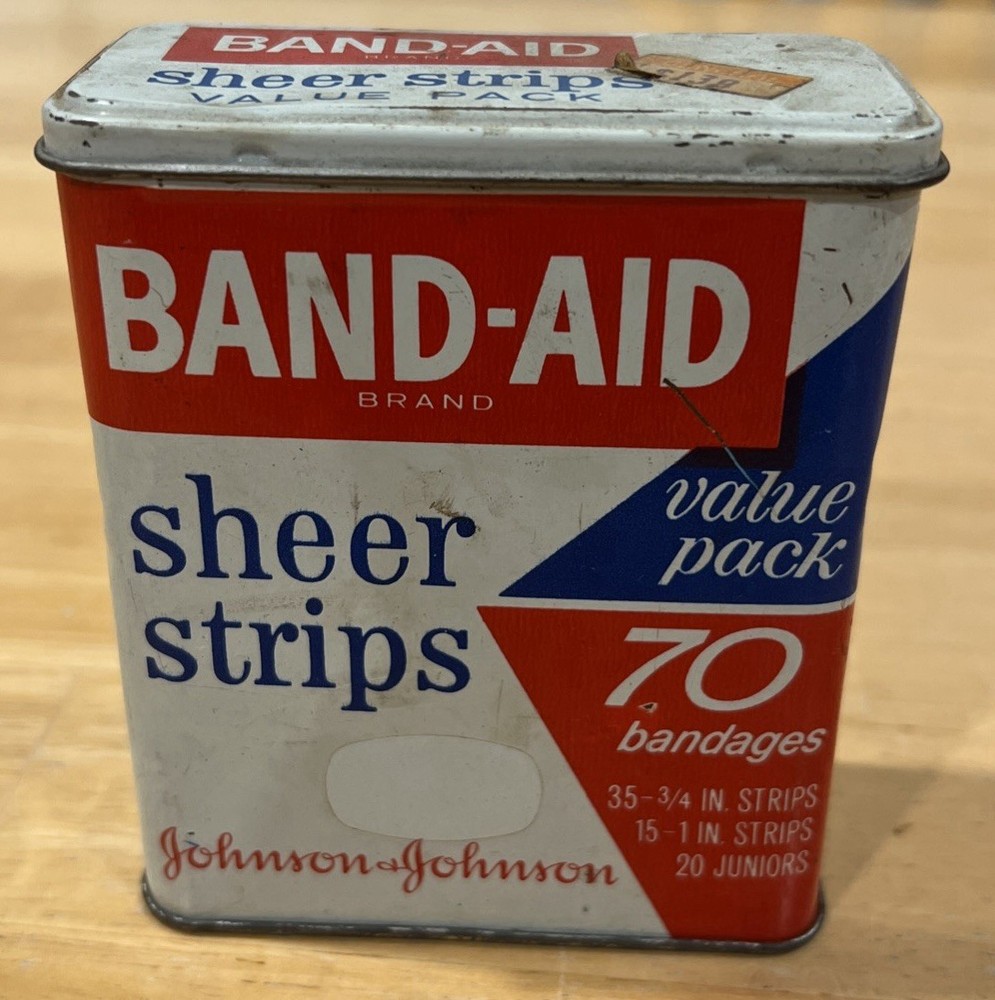 BAND-AID
BRAND
sheer strips
VALUE PACK
BAND-AID
BRAND
sheer
strips
value
pack
70
bandages
35-3/4 IN. STRIPS
15-1 IN. STRIPS
20 JUNIORS
Johnson & Johnson